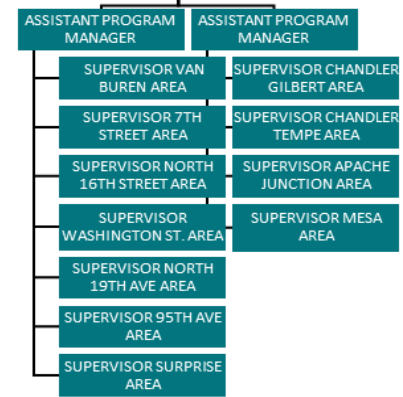 ASSISTANT PROGRAM
MANAGER
SUPERVISOR VAN
BUREN AREA
SUPERVISOR 7TH
STREET AREA
SUPERVISOR NORTH
16TH STREET AREA
SUPERVISOR
WASHINGTON ST. AREA
SUPERVISOR NORTH
19TH AVE AREA
SUPERVISOR 95TH AVE
AREA
SUPERVISOR SURPRISE
AREA
ASSISTANT PROGRAM
MANAGER
SUPERVISOR CHANDLER
GILBERT AREA
SUPERVISOR CHANDLER
TEMPE AREA
SUPERVISOR APACHE
JUNCTION AREA
SUPERVISOR MESA
AREA